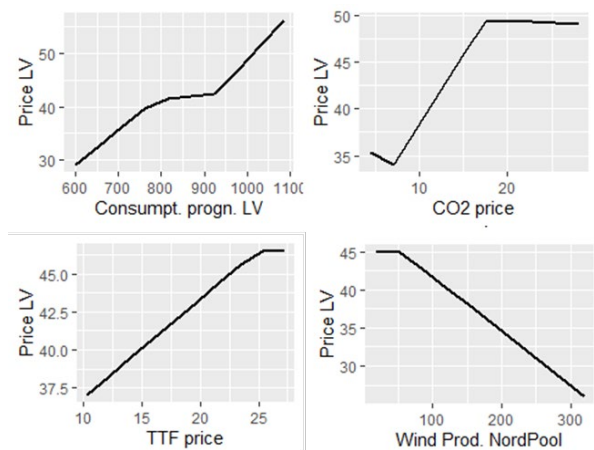 50
40
30
Price LV
600 700 800 900 1000 1100
Consumpt. progn. LV
50
45
40
35
Price LV
10 20
CO2 price
45.0
42.5
40.0
37.5
Price LV
10 15 20 25
TTF price
45
40
35
30
Price LV
100 200 300
Wind Prod. NordPool